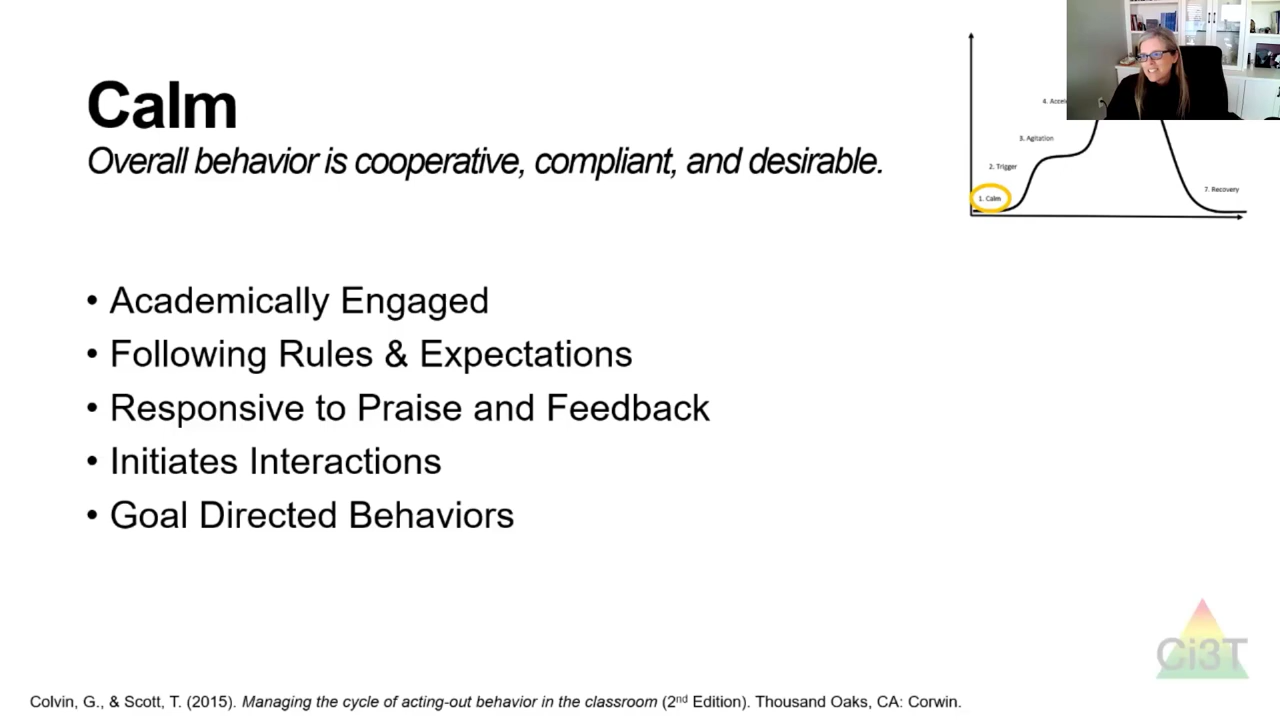 Calm
Overall behavior is cooperative, compliant, and desirable.
4. Accel
3. Agitation
2. Trigger
1. Calm
7. Recovery
• Academically Engaged
• Following Rules & Expectations
• Responsive to Praise and Feedback
• Initiates Interactions
• Goal Directed Behaviors
Ci3T
Colvin, G., & Scott, T. (2015). Managing the cycle of acting-out behavior in the classroom (2nd Edition). Thousand Oaks, CA: Corwin.